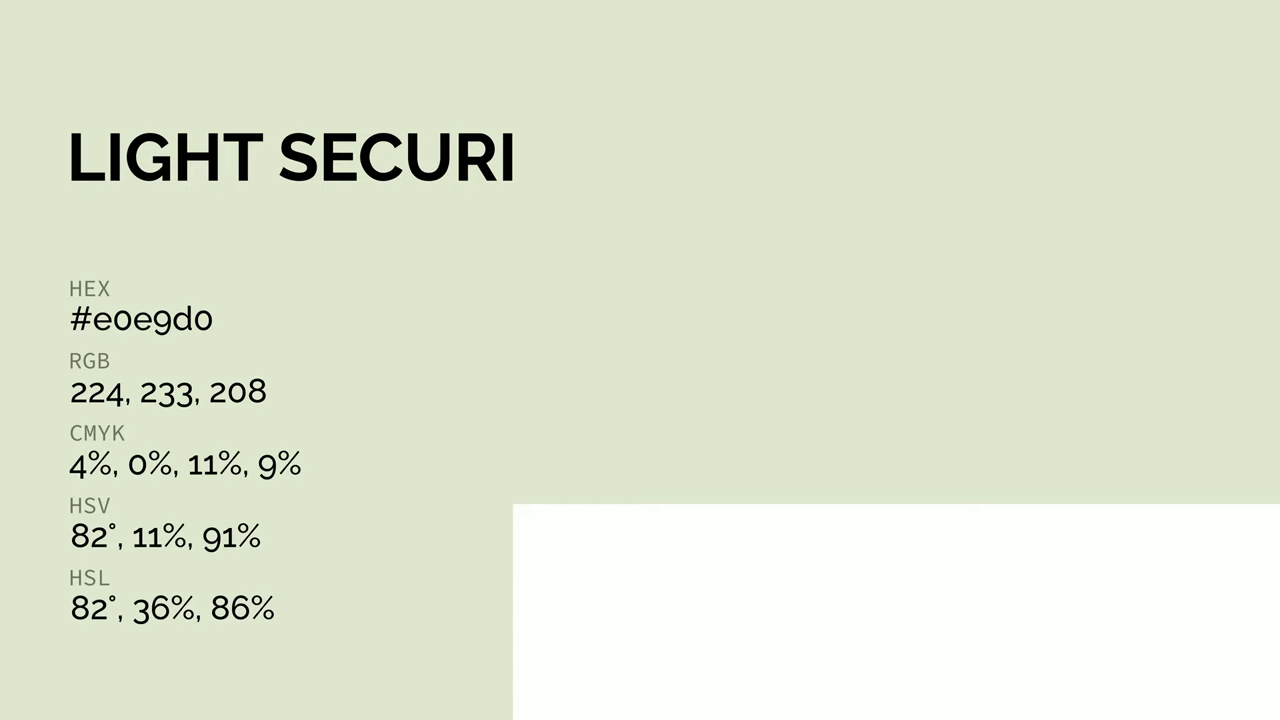 LIGHT SECURI
HEX
#e0e9d0
RGB
224, 233, 208
CMYK
4%, 0%, 11%, 9%
HSV
82°, 11%, 91%
HSL
82°, 36%, 86%